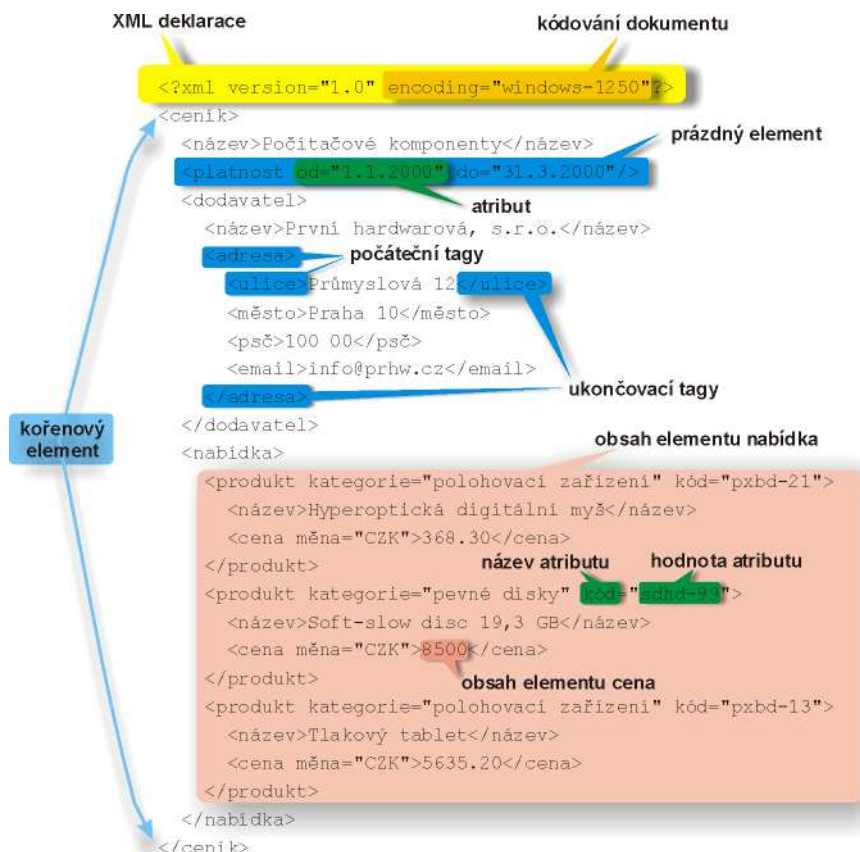 XML deklarace
kódování dokumentu
<?xml version="1.0" encoding="windows-1250"?>
<ceník>
<název>Počítačové komponenty</název>
prázdný element
<platnost od="1.1.2000" do="31.3.2000"/>
atribut
<dodavatel>
<název>První hardwarová, s.r.o.</název>
<adresa>
počáteční tagy
<ulice>Průmyslová 12</ulice>
<město>Praha 10</město>
<psč>100 00</psč>
<email>info@prhw.cz</email>
</adresa>
ukončovací tagy
kořenový
element
</dodavatel>
obsah elementu nabídka
<nabídka>
<produkt kategorie="polohovací zařízení" kód="pxbd-21">
<název>Hyperoptická digitální myš</název>
<cena měna="CZK">368.30</cena>
</produkt>
název atributu
hodnota atributu
<produkt kategorie="pevné disky" kód="sdhd-99">
<název>Soft-slow disc 19,3 GB</název>
<cena měna="CZK">8500</cena>
</produkt>
obsah elementu cena
<produkt kategorie="polohovací zařízení" kód="pxbd-13">
<název>Tlakový tablet</název>
<cena měna="CZK">5635.20</cena>
</produkt>
</nabídka>
</ceník>